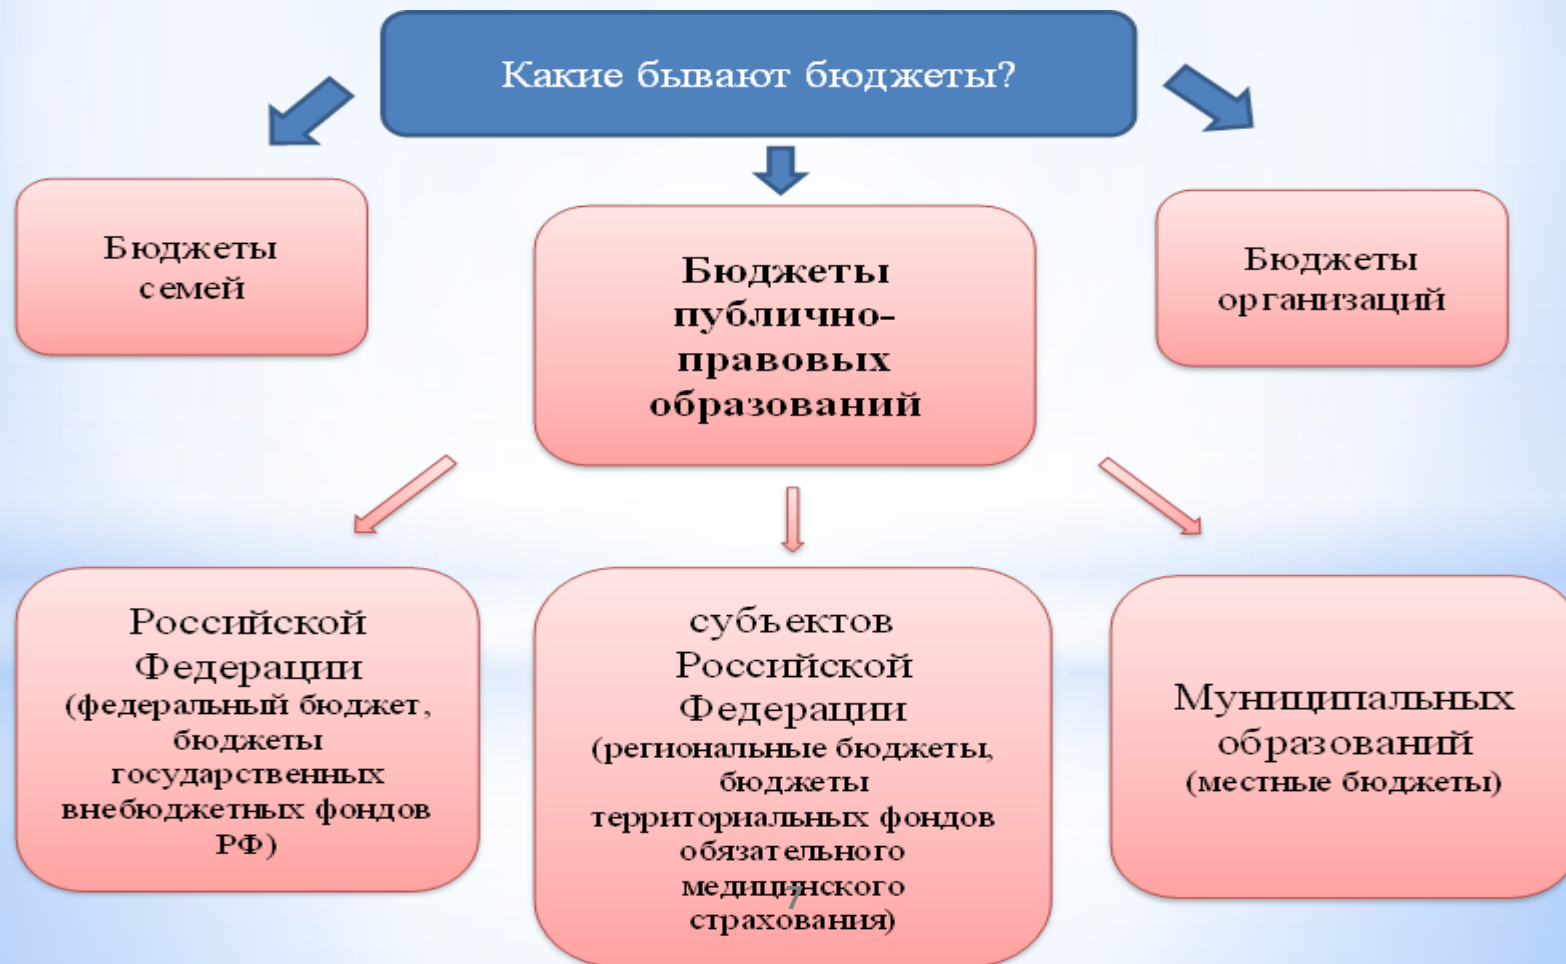 Какие бывают бюджеты?
Бюджеты
семей
Бюджеты
публично-
правовых
образований
Бюджеты
организаций
Российской
Федерации
(федеральный бюджет,
бюджеты
государственных
внебюджетных фондов
РФ)
субъектов
Российской
Федерации
(региональные бюджеты,
бюджеты
территориальных фондов
обязательного
медицинского
страхования)
7
Муниципальных
образований
(местные бюджеты)